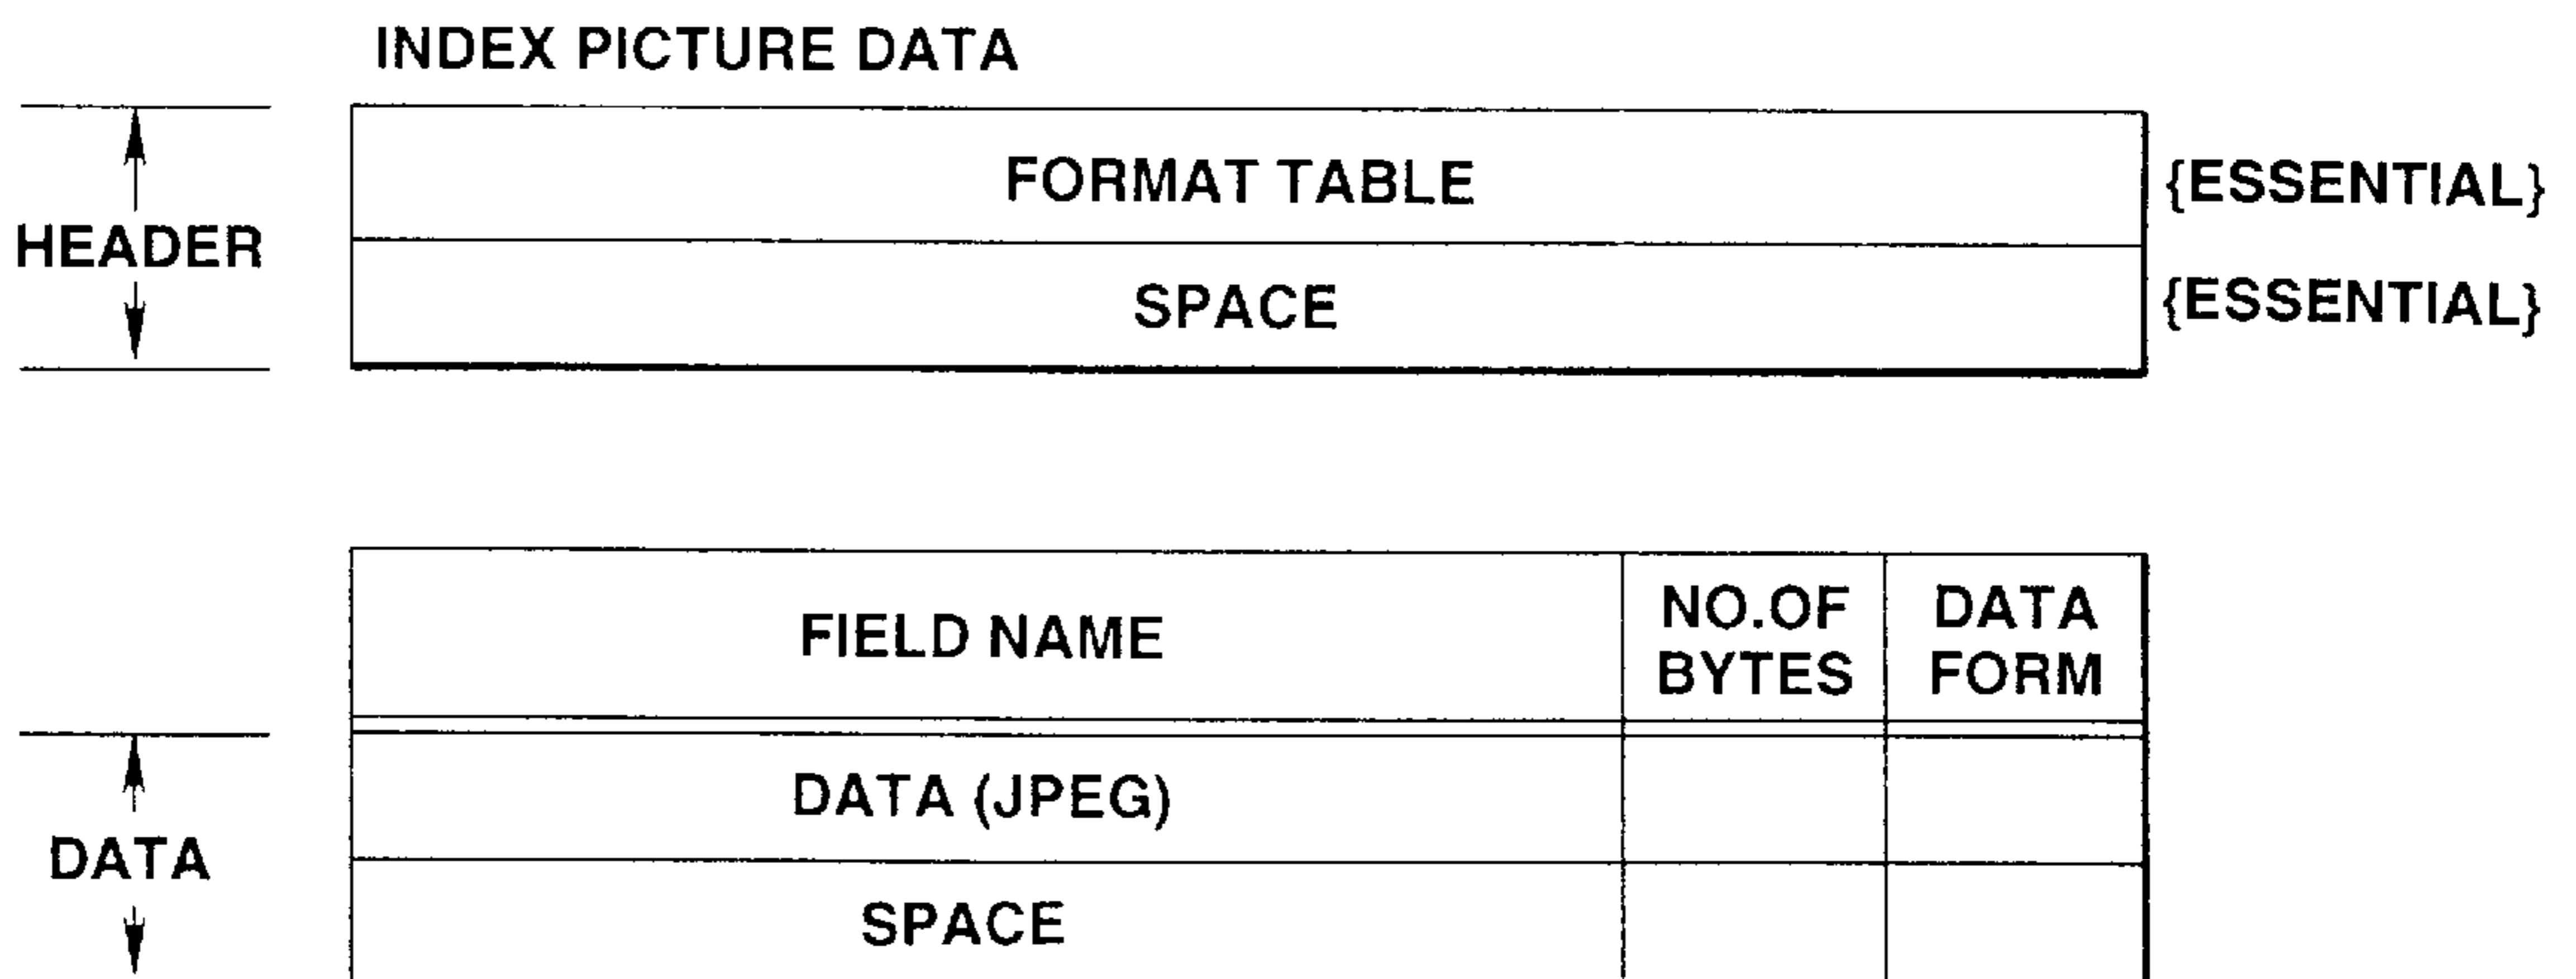 INDEX PICTURE DATA
FORMAT TABLE {ESSENTIAL}
HEADER
SPACE {ESSENTIAL}
FIELD NAME
NO.OF
BYTES
DATA
FORM
DATA (JPEG)
DATA
SPACE